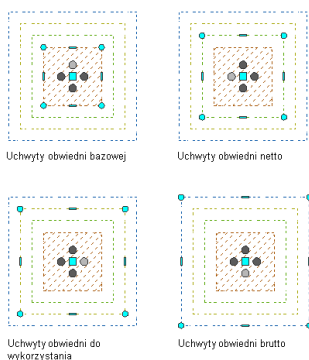 Uchwyty obwiedni bazowej
Uchwyty obwiedni netto
Uchwyty obwiedni do
wykorzystania
Uchwyty obwiedni brutto